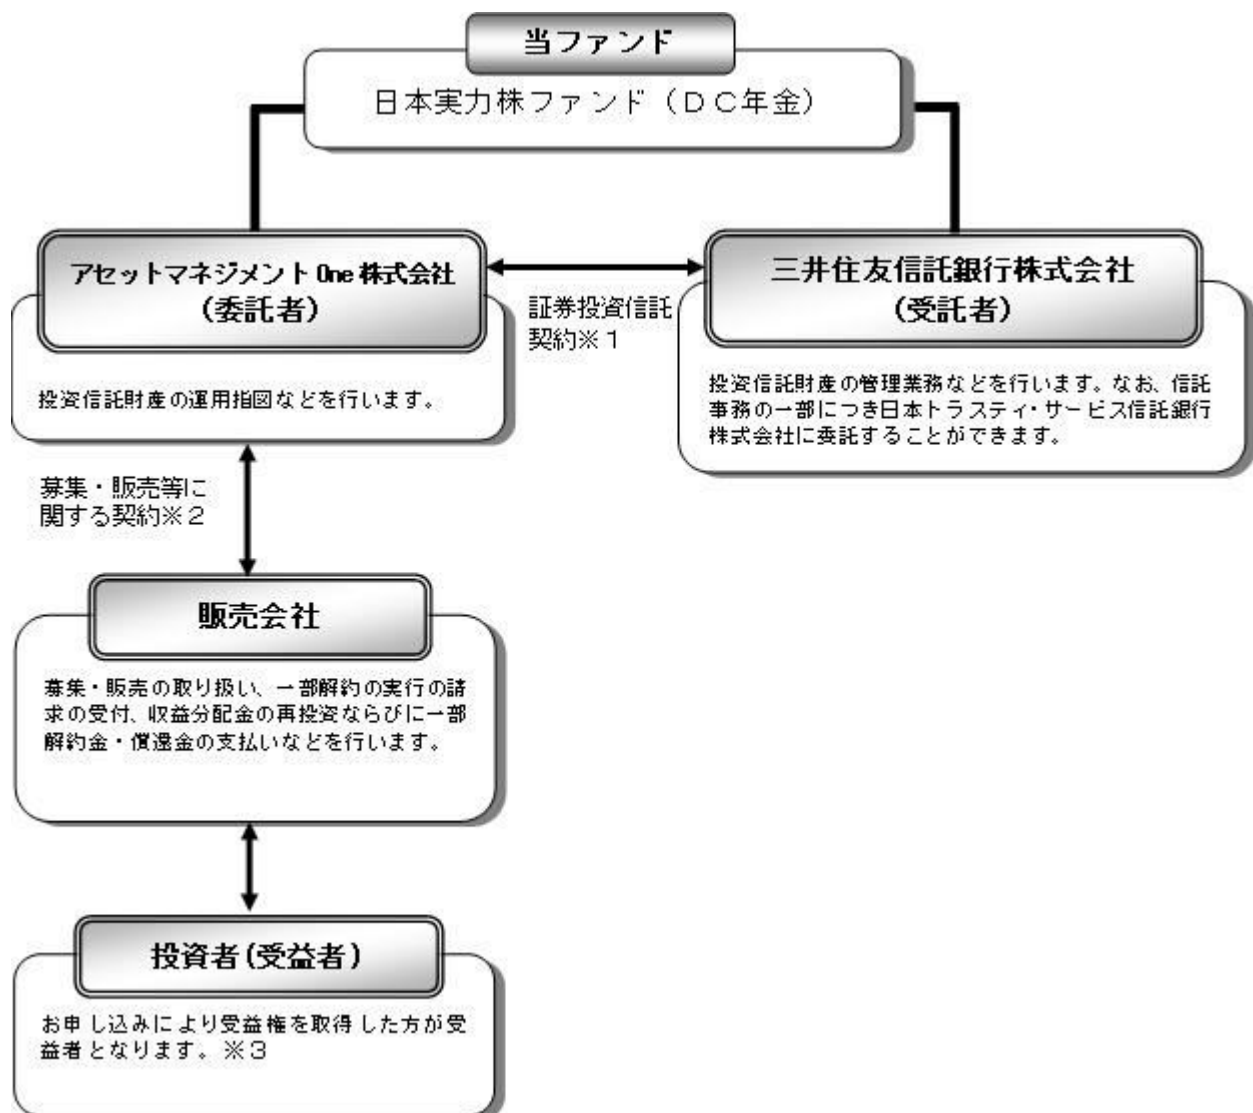 当ファンド
日本実力株ファンド（ＤＣ年金）
アセットマネジメント One 株式会社
（委託者）
三井住友信託銀行株式会社
（受託者）
証券投資信託
契約※１
投資信託財産の運用指図などを行います。
投資信託財産の管理業務などを行います。なお、信託
事務の一部につき日本トラスティ・サービス信託銀行
株式会社に委託することができます。
募集・販売等に
関する契約※２
販売会社
募集・販売の取り扱い、一部解約の実行の請
求の受付、収益分配金の再投資ならびに一部
解約金・償還金の支払いなどを行います。
投資者（受益者）
お申し込みにより受益権を取得した方が受
益者となります。※３